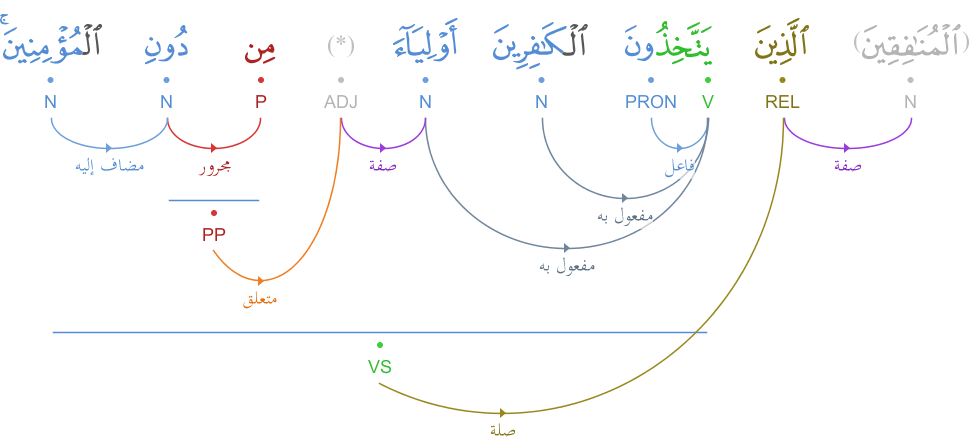 (ٱلْمُنَـٰفِقِينَ) ٱلَّذِينَ يَتَّخِذُونَ ٱلْكَـٰفِرِينَ أَوْلِيَآءَ (*) مِن دُونِ ٱلْمُؤْمِنِينَ ۚ
N REL V PRON N N ADJ P N N
صفة فاعل صفة مجرور مضاف إليه
مفعول به
PP
مفعول به
متعلق
VS
صلة